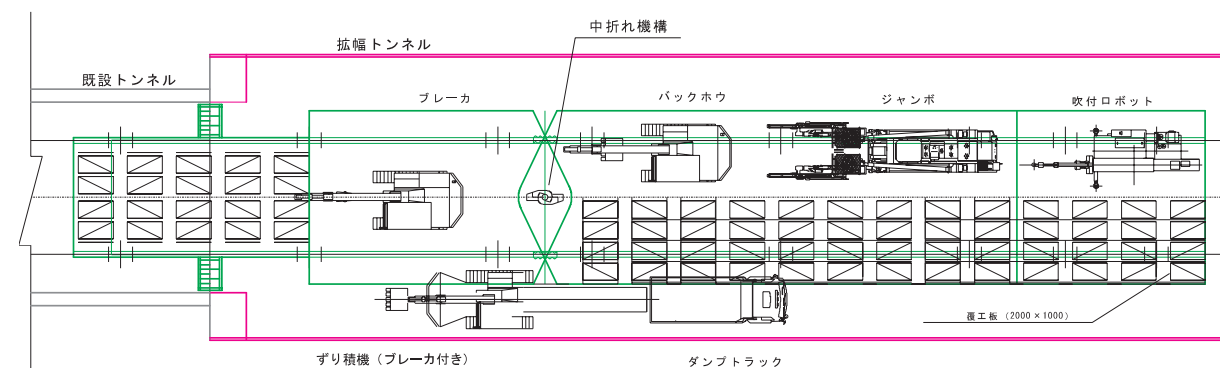 中折れ機構
拡幅トンネル
既設トンネル
ブレーカ
バックホウ
ジャンボ
吹付ロボット
覆工板（2000×1000）
ずり積機（ブレーカ付き）
ダンプトラック